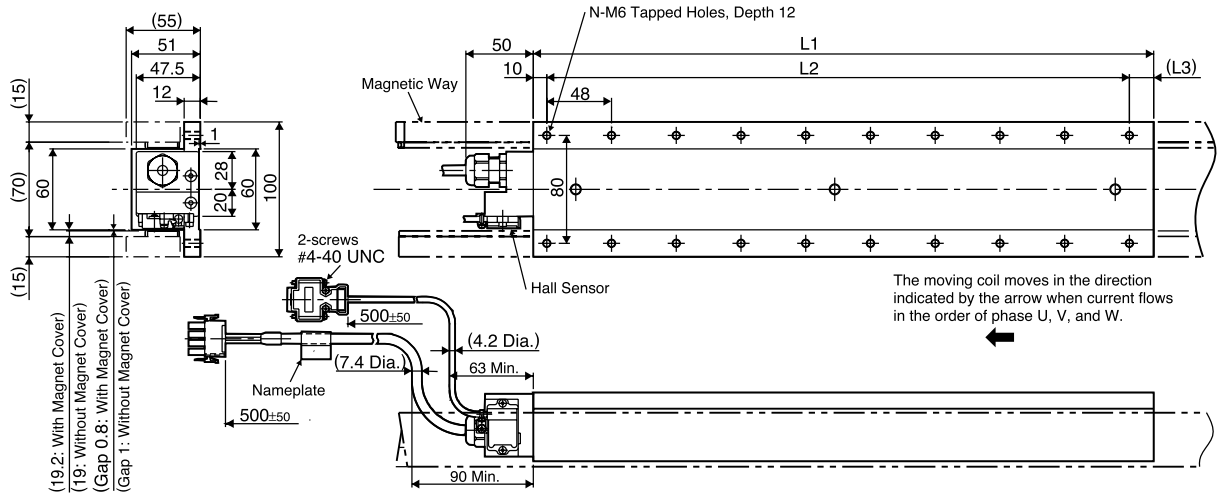 (55)
51
47.5
12
(15)
1
(70)
60
28
20
60
100
(15)
(19.2: With Magnet Cover)
(19: Without Magnet Cover)
(Gap 0.8: With Magnet Cover)
(Gap 1: Without Magnet Cover)
N-M6 Tapped Holes, Depth 12
50
L1
10
L2
(L3)
Magnetic Way
48
80
2-screws
#4-40 UNC
Hall Sensor
The moving coil moves in the direction
indicated by the arrow when current flows
in the order of phase U, V, and W.
500±50
(4.2 Dia.)
(7.4 Dia.)
63 Min.
Nameplate
500±50
90 Min.